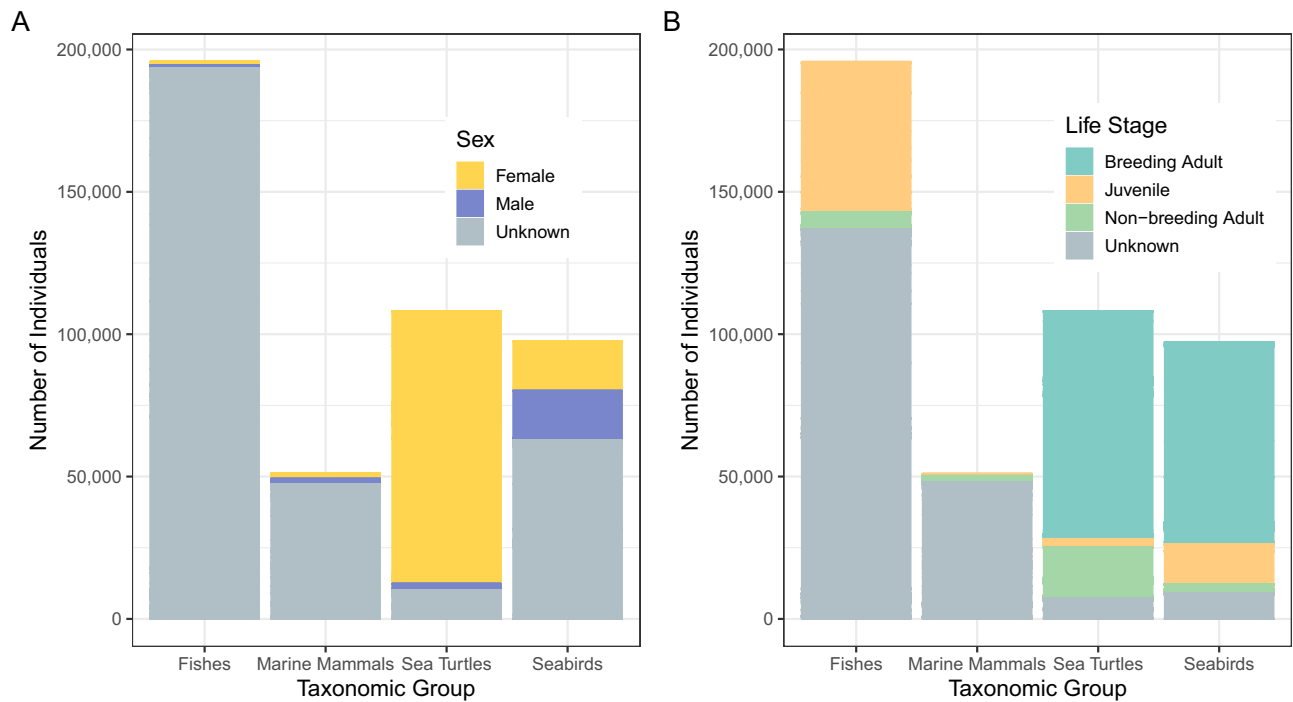 A
Number of Individuals
200,000
150,000
100,000
50,000
0
Sex
Female
Male
Unknown
Fishes Marine Mammals Sea Turtles Seabirds
Taxonomic Group
B
Number of Individuals
200,000
150,000
100,000
50,000
0
Life Stage
Breeding Adult
Juvenile
Non−breeding Adult
Unknown
Fishes Marine Mammals Sea Turtles Seabirds
Taxonomic Group